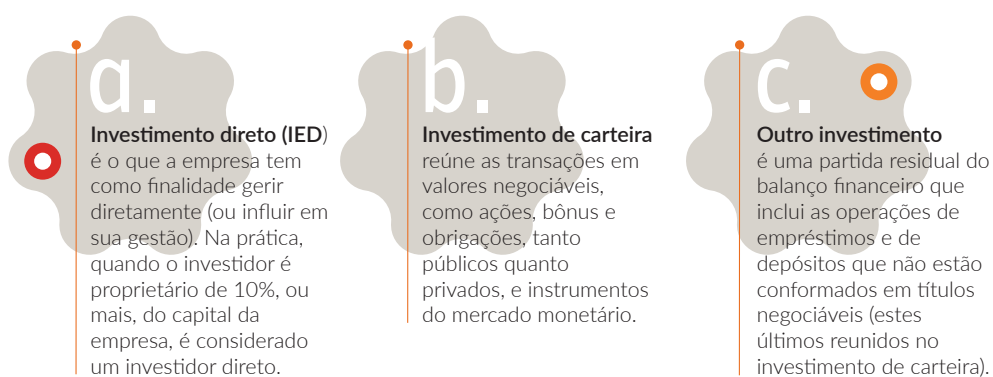 a.
Investimento direto (IED)
é o que a empresa tem
como finalidade gerir
diretamente (ou influir em
sua gestão). Na prática,
quando o investidor é
proprietário de 10%, ou
mais, do capital da
empresa, é considerado
um investidor direto.
b.
Investimento de carteira
reúne as transações em
valores negociáveis,
como ações, bônus e
obrigações, tanto
públicos quanto
privados, e instrumentos
do mercado monetário.
c.
Outro investimento
é uma partida residual do
balanço financeiro que
inclui as operações de
empréstimos e de
depósitos que não estão
conformados em títulos
negociáveis (estes
últimos reunidos no
investimento de carteira).